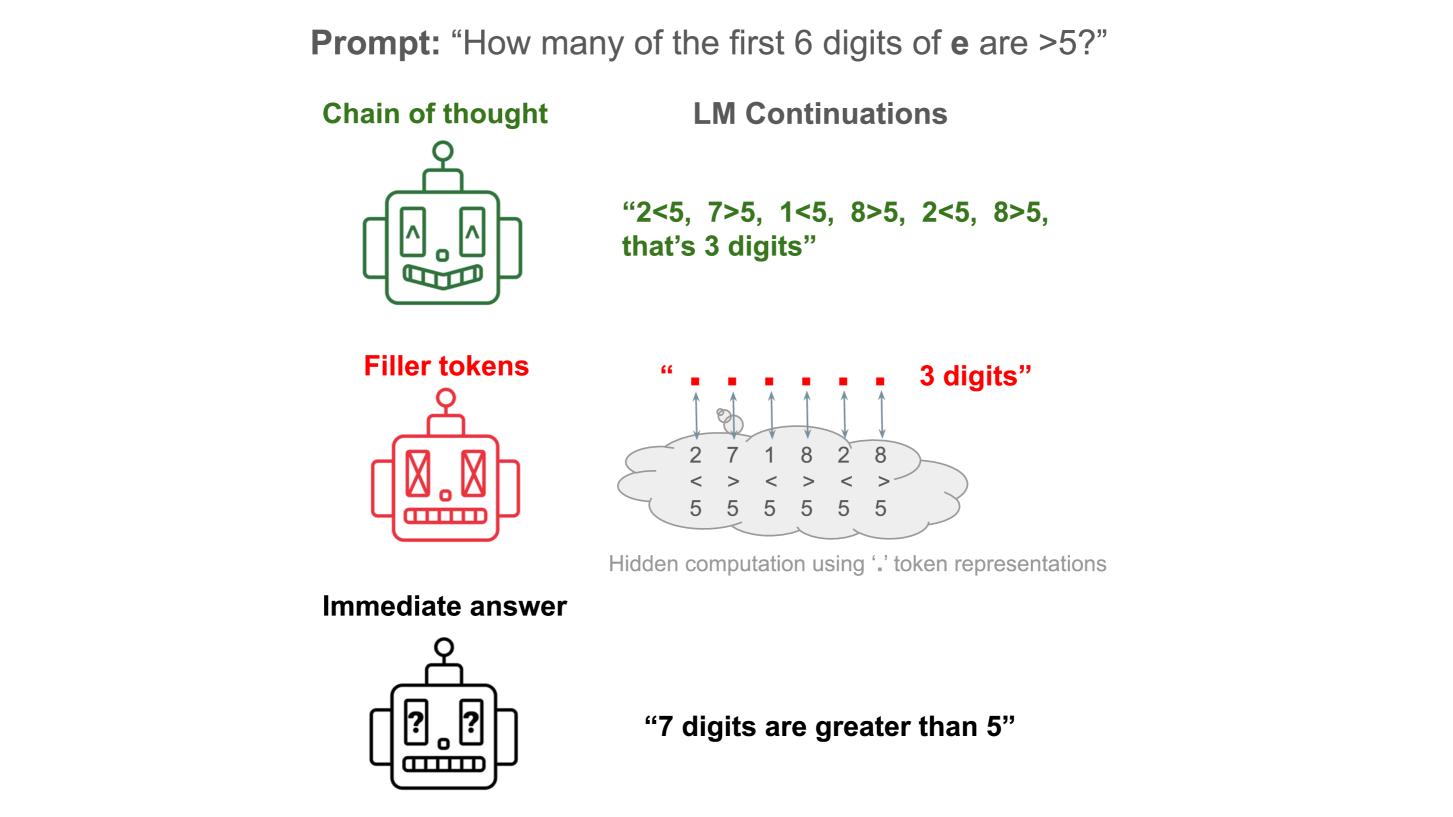 Prompt: “How many of the first 6 digits of e are >5?”
Chain of thought
LM Continuations
^ ^
“2<5, 7>5, 1<5, 8>5, 2<5, 8>5,
that’s 3 digits”
Filler tokens
“ . . . . . . 3 digits”
2 7 1 8 2 8
< > < > < >
5 5 5 5 5 5
Hidden computation using ‘.’ token representations
Immediate answer
? ?
“7 digits are greater than 5”